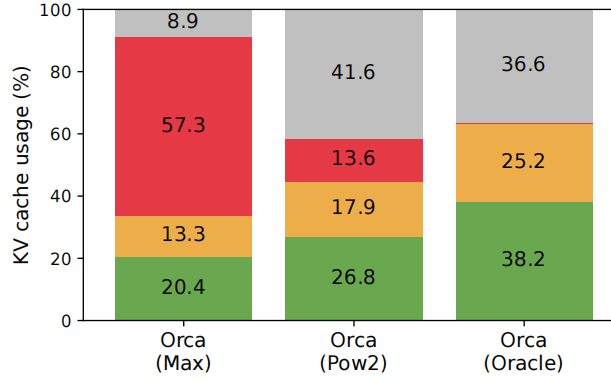 KV cache usage (%)
100
80
60
40
20
0
8.9
57.3
13.3
20.4
41.6
13.6
17.9
26.8
36.6
25.2
38.2
Orca
(Max)
Orca
(Pow2)
Orca
(Oracle)